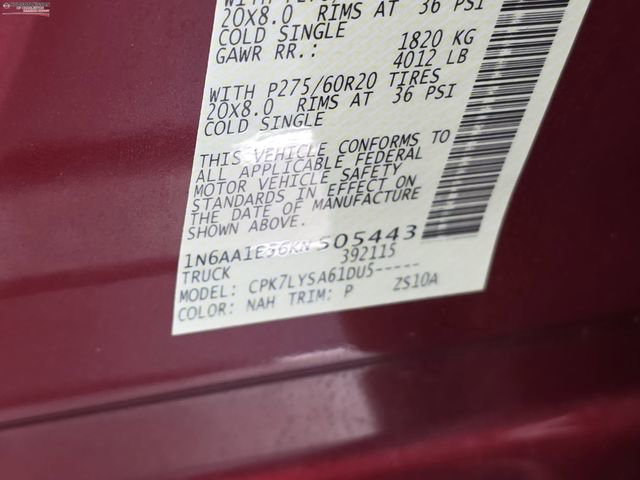 20X8.0 RIMS AT 36 PSI
COLD SINGLE
GAWR RR.: 1820 KG
4012 LB
WITH P275/60R20 TIRES
20X8.0 RIMS AT 36 PSI
COLD SINGLE
THIS VEHICLE CONFORMS TO
ALL APPLICABLE FEDERAL
MOTOR VEHICLE SAFETY
STANDARDS IN EFFECT ON
THE DATE OF MANUFACTURE
SHOWN ABOVE.
505443
TRUCK 392115
MODEL: CPK7LYSA61DU5-----
COLOR: NAH TRIM: P ZS10A